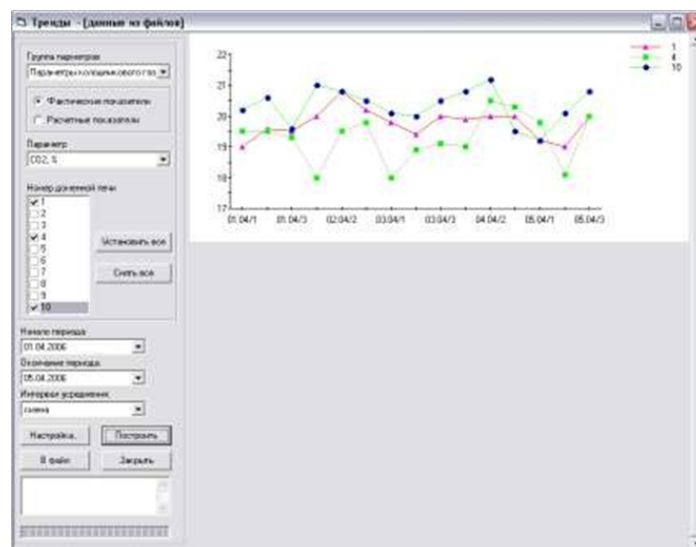 Тренды - [данные из файлов]
Группа параметров
Параметры колошникового газ
Фактические показатели
Расчетные показатели
Параметр
CO2, %
Номер доменной печи
1
2
3
4
5
6
7
8
9
10
Установить все
Снять все
Начало периода
01.04.2006
Окончание периода
05.04.2006
Интервал усреднения
смена
Настройка..
Построить
В файл
Закрыть
22
21
20
19
18
17
01.04/1
01.04/3
02.04/2
03.04/1
03.04/3
04.04/2
05.04/1
05.04/3
1
4
10